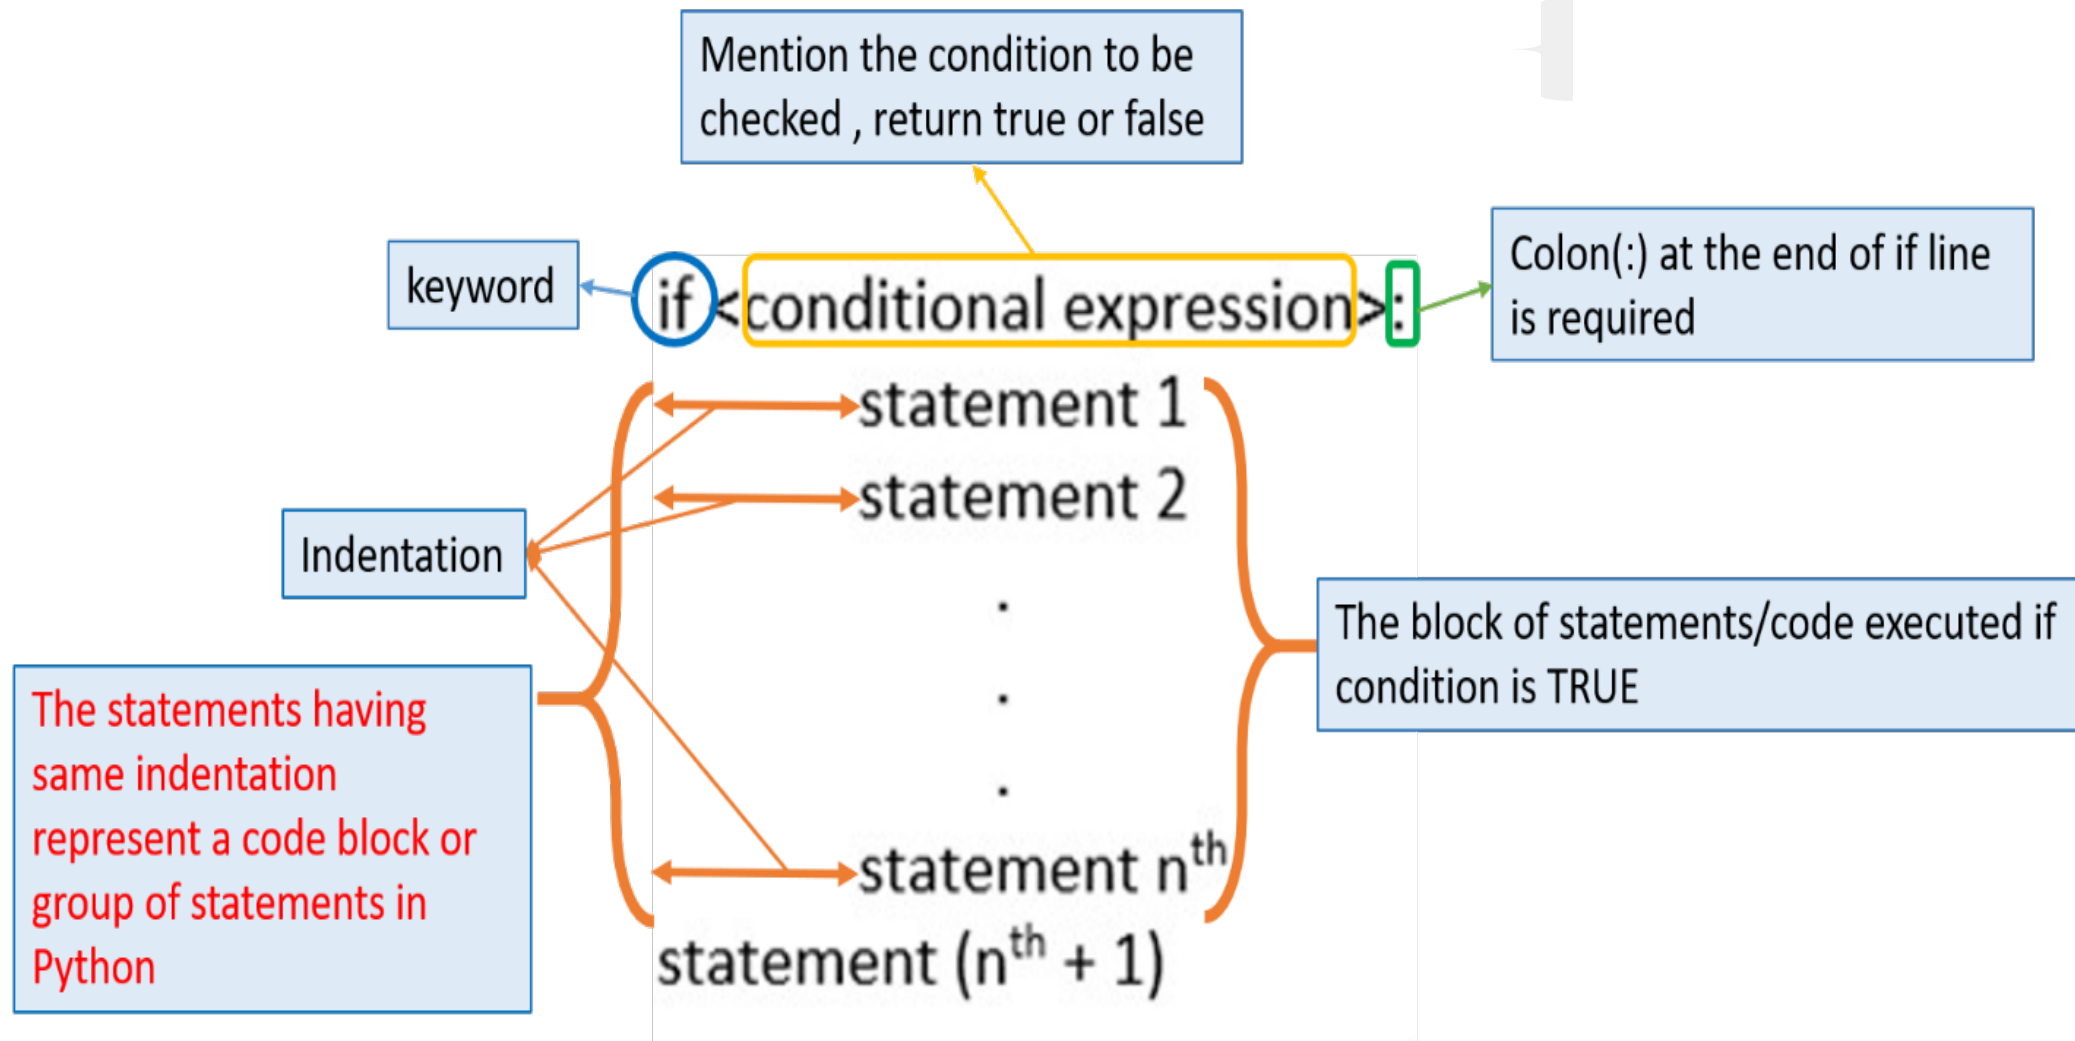 Mention the condition to be
checked , return true or false
keyword
if <conditional expression>:
Colon(:) at the end of if line
is required
statement 1
statement 2
.
.
.
Indentation
The block of statements/code executed if
condition is TRUE
The statements having
same indentation
represent a code block or
group of statements in
Python
statement nᵗʰ
statement (nᵗʰ + 1)